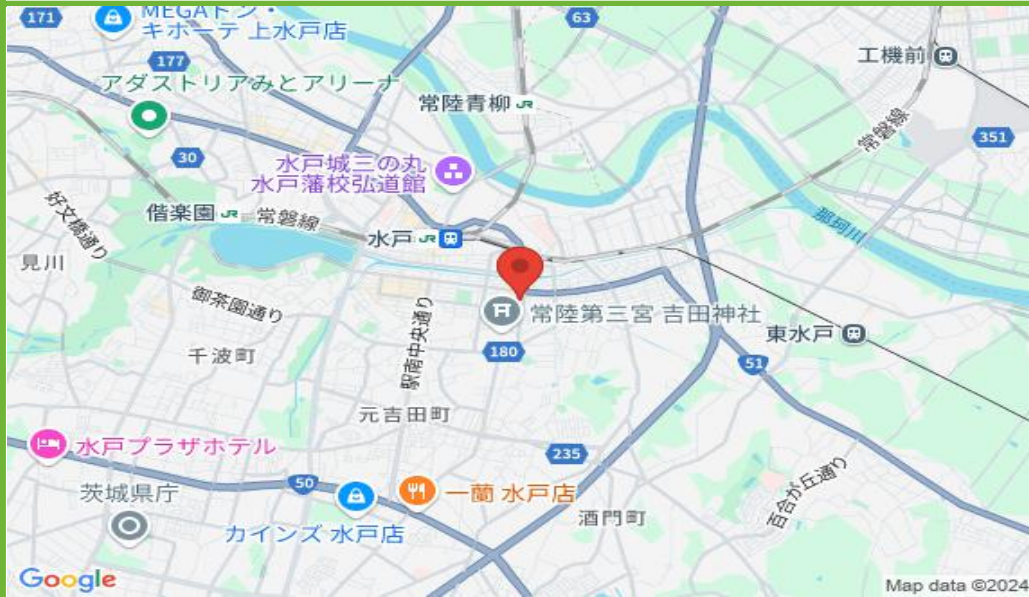 171
MEGAドン・
キホーテ 上水戸店
63
工機前
177
アダストリアみとアリーナ
常陸青柳 JR
351
常磐線
30
水戸城三の丸
水戸藩校弘道館
好文橋通り
偕楽園 JR
常磐線
水戸 JR
那珂川
見川
御茶園通り
駅南中央通り
常陸第三宮 吉田神社
東水戸
千波町
180
51
元吉田町
水戸プラザホテル
235
百合が丘通り
50
茨城県庁
一蘭 水戸店
カインズ 水戸店
酒門町
Google
Map data ©2024